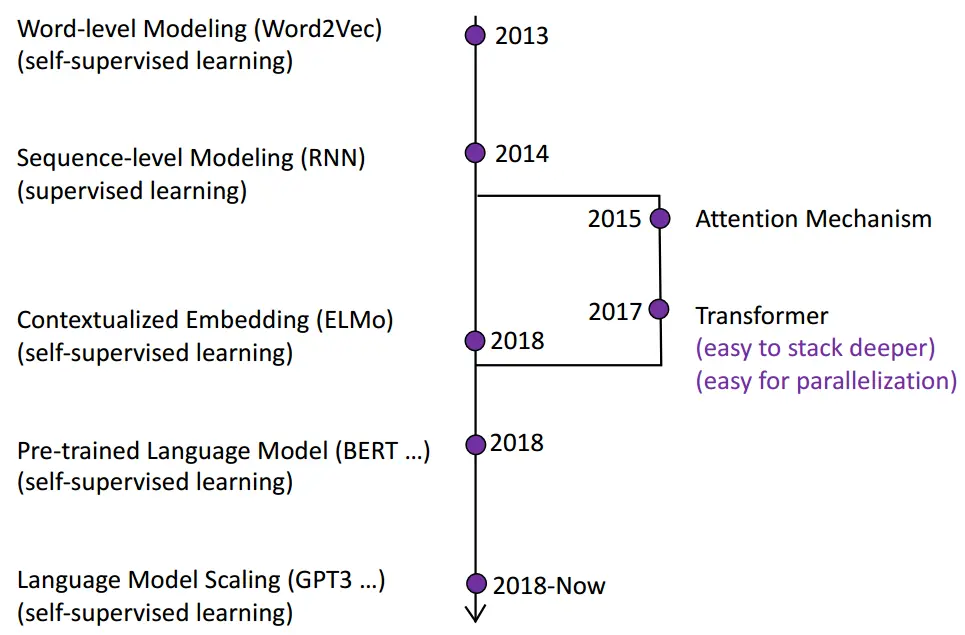 Word-level Modeling (Word2Vec)
(self-supervised learning)
2013
Sequence-level Modeling (RNN)
(supervised learning)
2014
2015
Attention Mechanism
2017
Transformer
(easy to stack deeper)
(easy for parallelization)
Contextualized Embedding (ELMo)
(self-supervised learning)
2018
Pre-trained Language Model (BERT ...)
(self-supervised learning)
2018
Language Model Scaling (GPT3 ...)
(self-supervised learning)
2018-Now